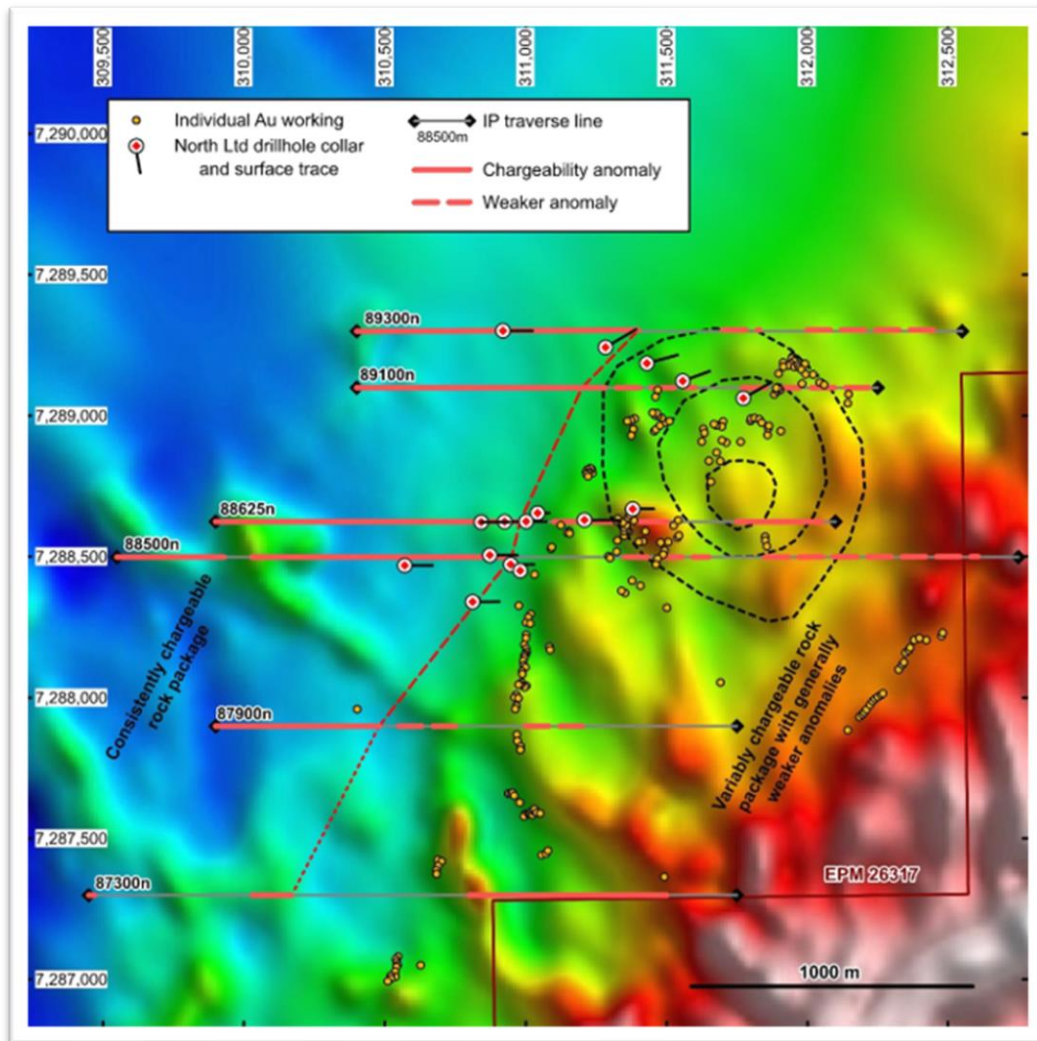 309,500
310,000
310,500
311,000
311,500
312,000
312,500
7,290,000
7,289,500
7,289,000
7,288,500
7,288,000
7,287,500
7,287,000
Individual Au working
North Ltd drillhole collar
and surface trace
IP traverse line
88500m
Chargeability anomaly
Weaker anomaly
89300n
89100n
88625n
88500n
87900n
87300n
Consistently chargeable
rock package
Variably chargeable rock
package with generally
weaker anomalies
EPM 26317
1000 m